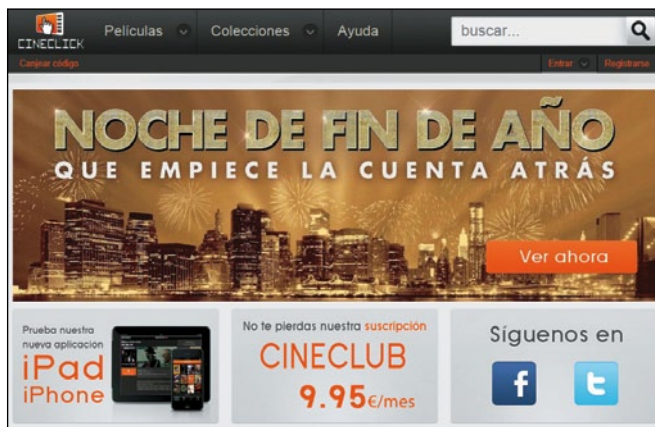 CINECLICK
Películas
Colecciones
Ayuda
buscar...
Canjear código
Entrar
Registrarse
NOCHE DE FIN DE AÑO
QUE EMPIECE LA CUENTA ATRÁS
Ver ahora
Prueba nuestra
nueva aplicación
iPad
iPhone
No te pierdas nuestra suscripción
CINECLUB
9.95€/mes
Síguenos en
f
t